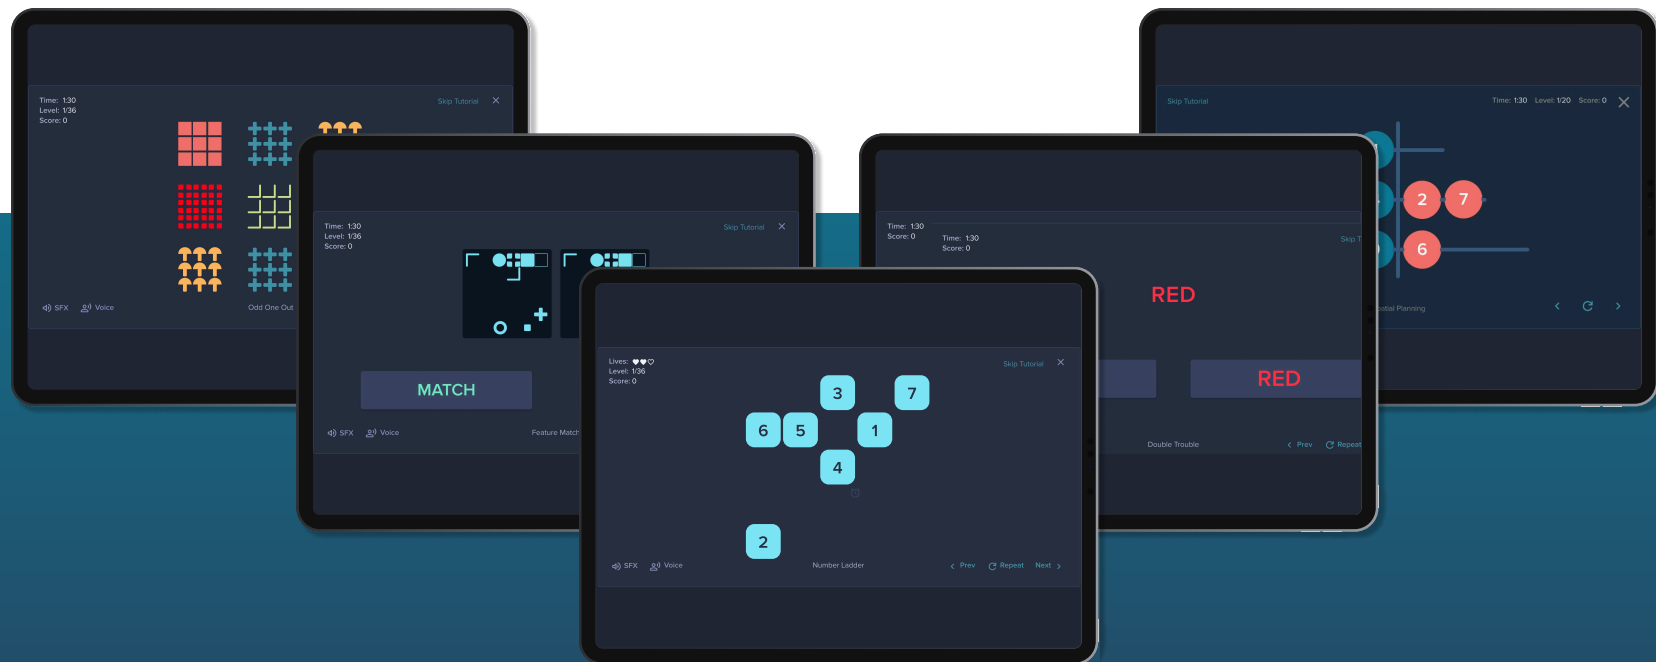 Time: 1:30
Level: 1/36
Score: 0
Skip Tutorial
SFX
Voice
Odd One Out
Time: 1:30
Level: 1/36
Score: 0
Skip Tutorial
MATCH
SFX
Voice
Feature Match
Lives:
Level: 1/36
Score: 0
Skip Tutorial
3
7
6
5
1
4
2
SFX
Voice
Number Ladder
Prev
Repeat
Next
Time: 1:30
Score: 0
Time: 1:30
Score: 0
Skip T
RED
RED
Double Trouble
Prev
Repeat
Skip Tutorial
Time: 1:30 Level: 1/20 Score: 0
2
7
6
Planning